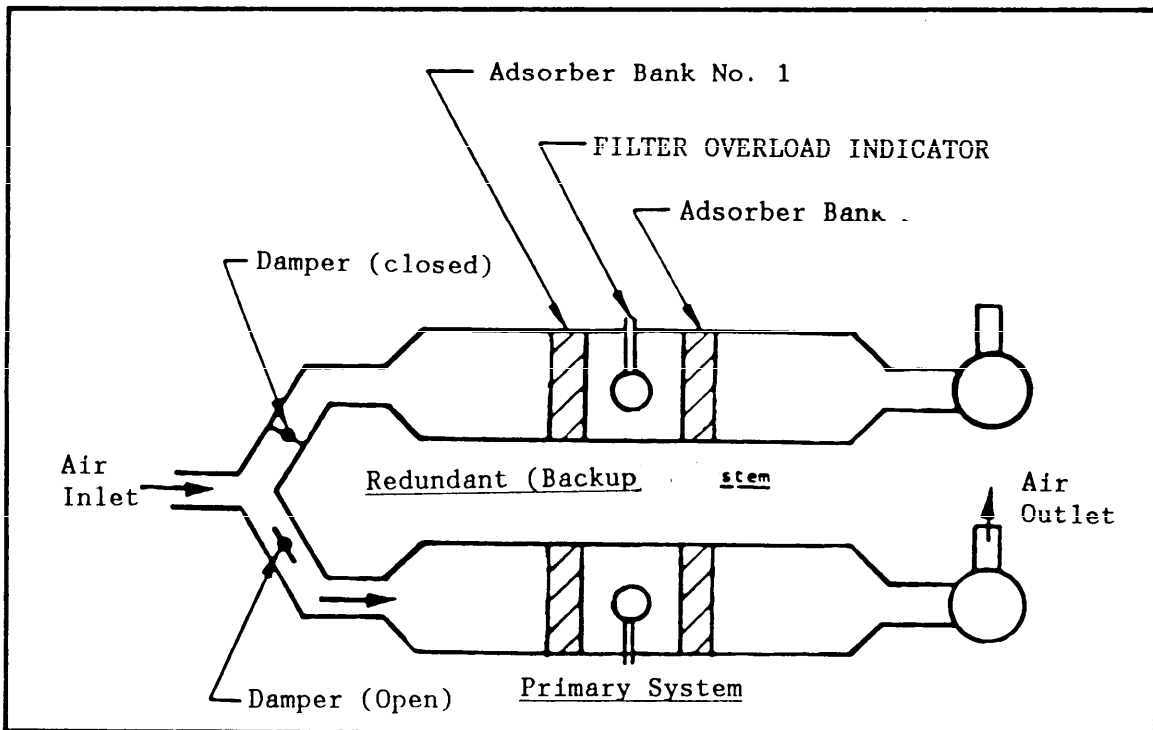 Adsorber Bank No. 1
FILTER OVERLOAD INDICATOR
Adsorber Bank
Damper (closed)
Air
Inlet
Redundant (Backup
Air
Outlet
Damper (Open)
Primary System